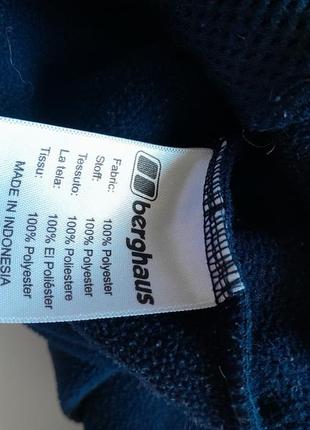 berghaus
Fabric: 100% Polyester
Stoff: 100% Polyester
Tessuto: 100% Poliestere
La tela: 100% El Poliéster
Tissu: 100% Polyester
MADE IN INDONESIA